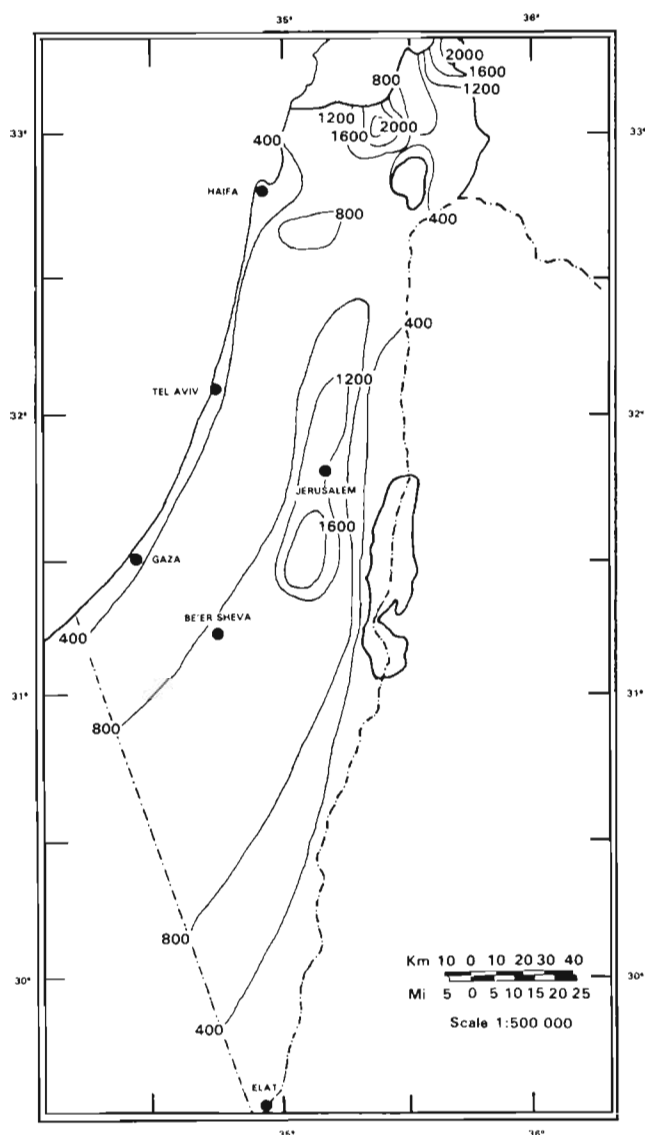 35° 36°
2000
1600
1200
800
1200
2000
1600
33° 33°
400
HAIFA
800
400
400
1200
TEL AVIV
32° 32°
JERUSALEM
1600
GAZA
BE'ER SHEVA
400
31° 31°
800
800
30° 30°
Km 10 0 10 20 30 40
Mi 5 0 5 10 15 20 25
Scale 1:500 000
400
ELAT
35° 36°